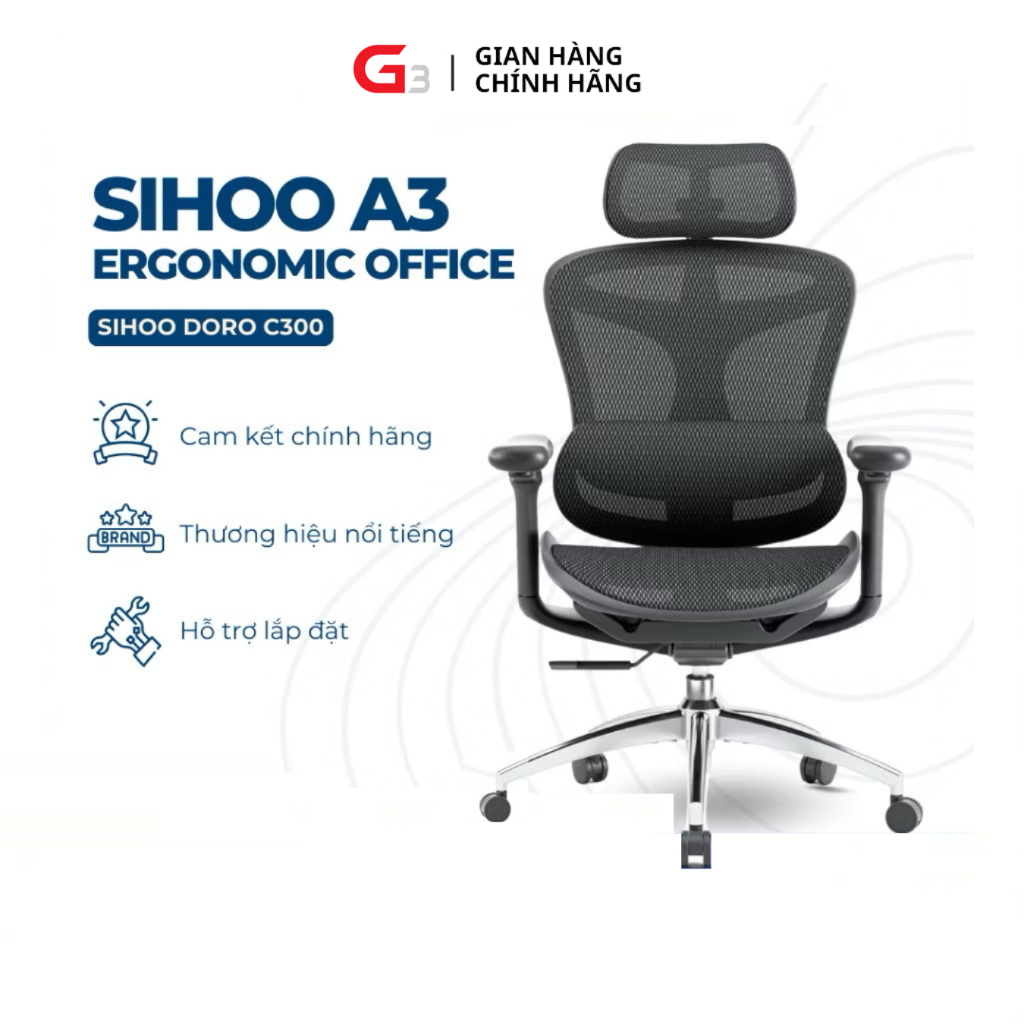 G3
GIAN HÀNG
CHÍNH HÃNG
SIHOO A3
ERGONOMIC OFFICE
SIHOO DORO C300
Cam kết chính hãng
BRAND
Thương hiệu nổi tiếng
Hỗ trợ lắp đặt